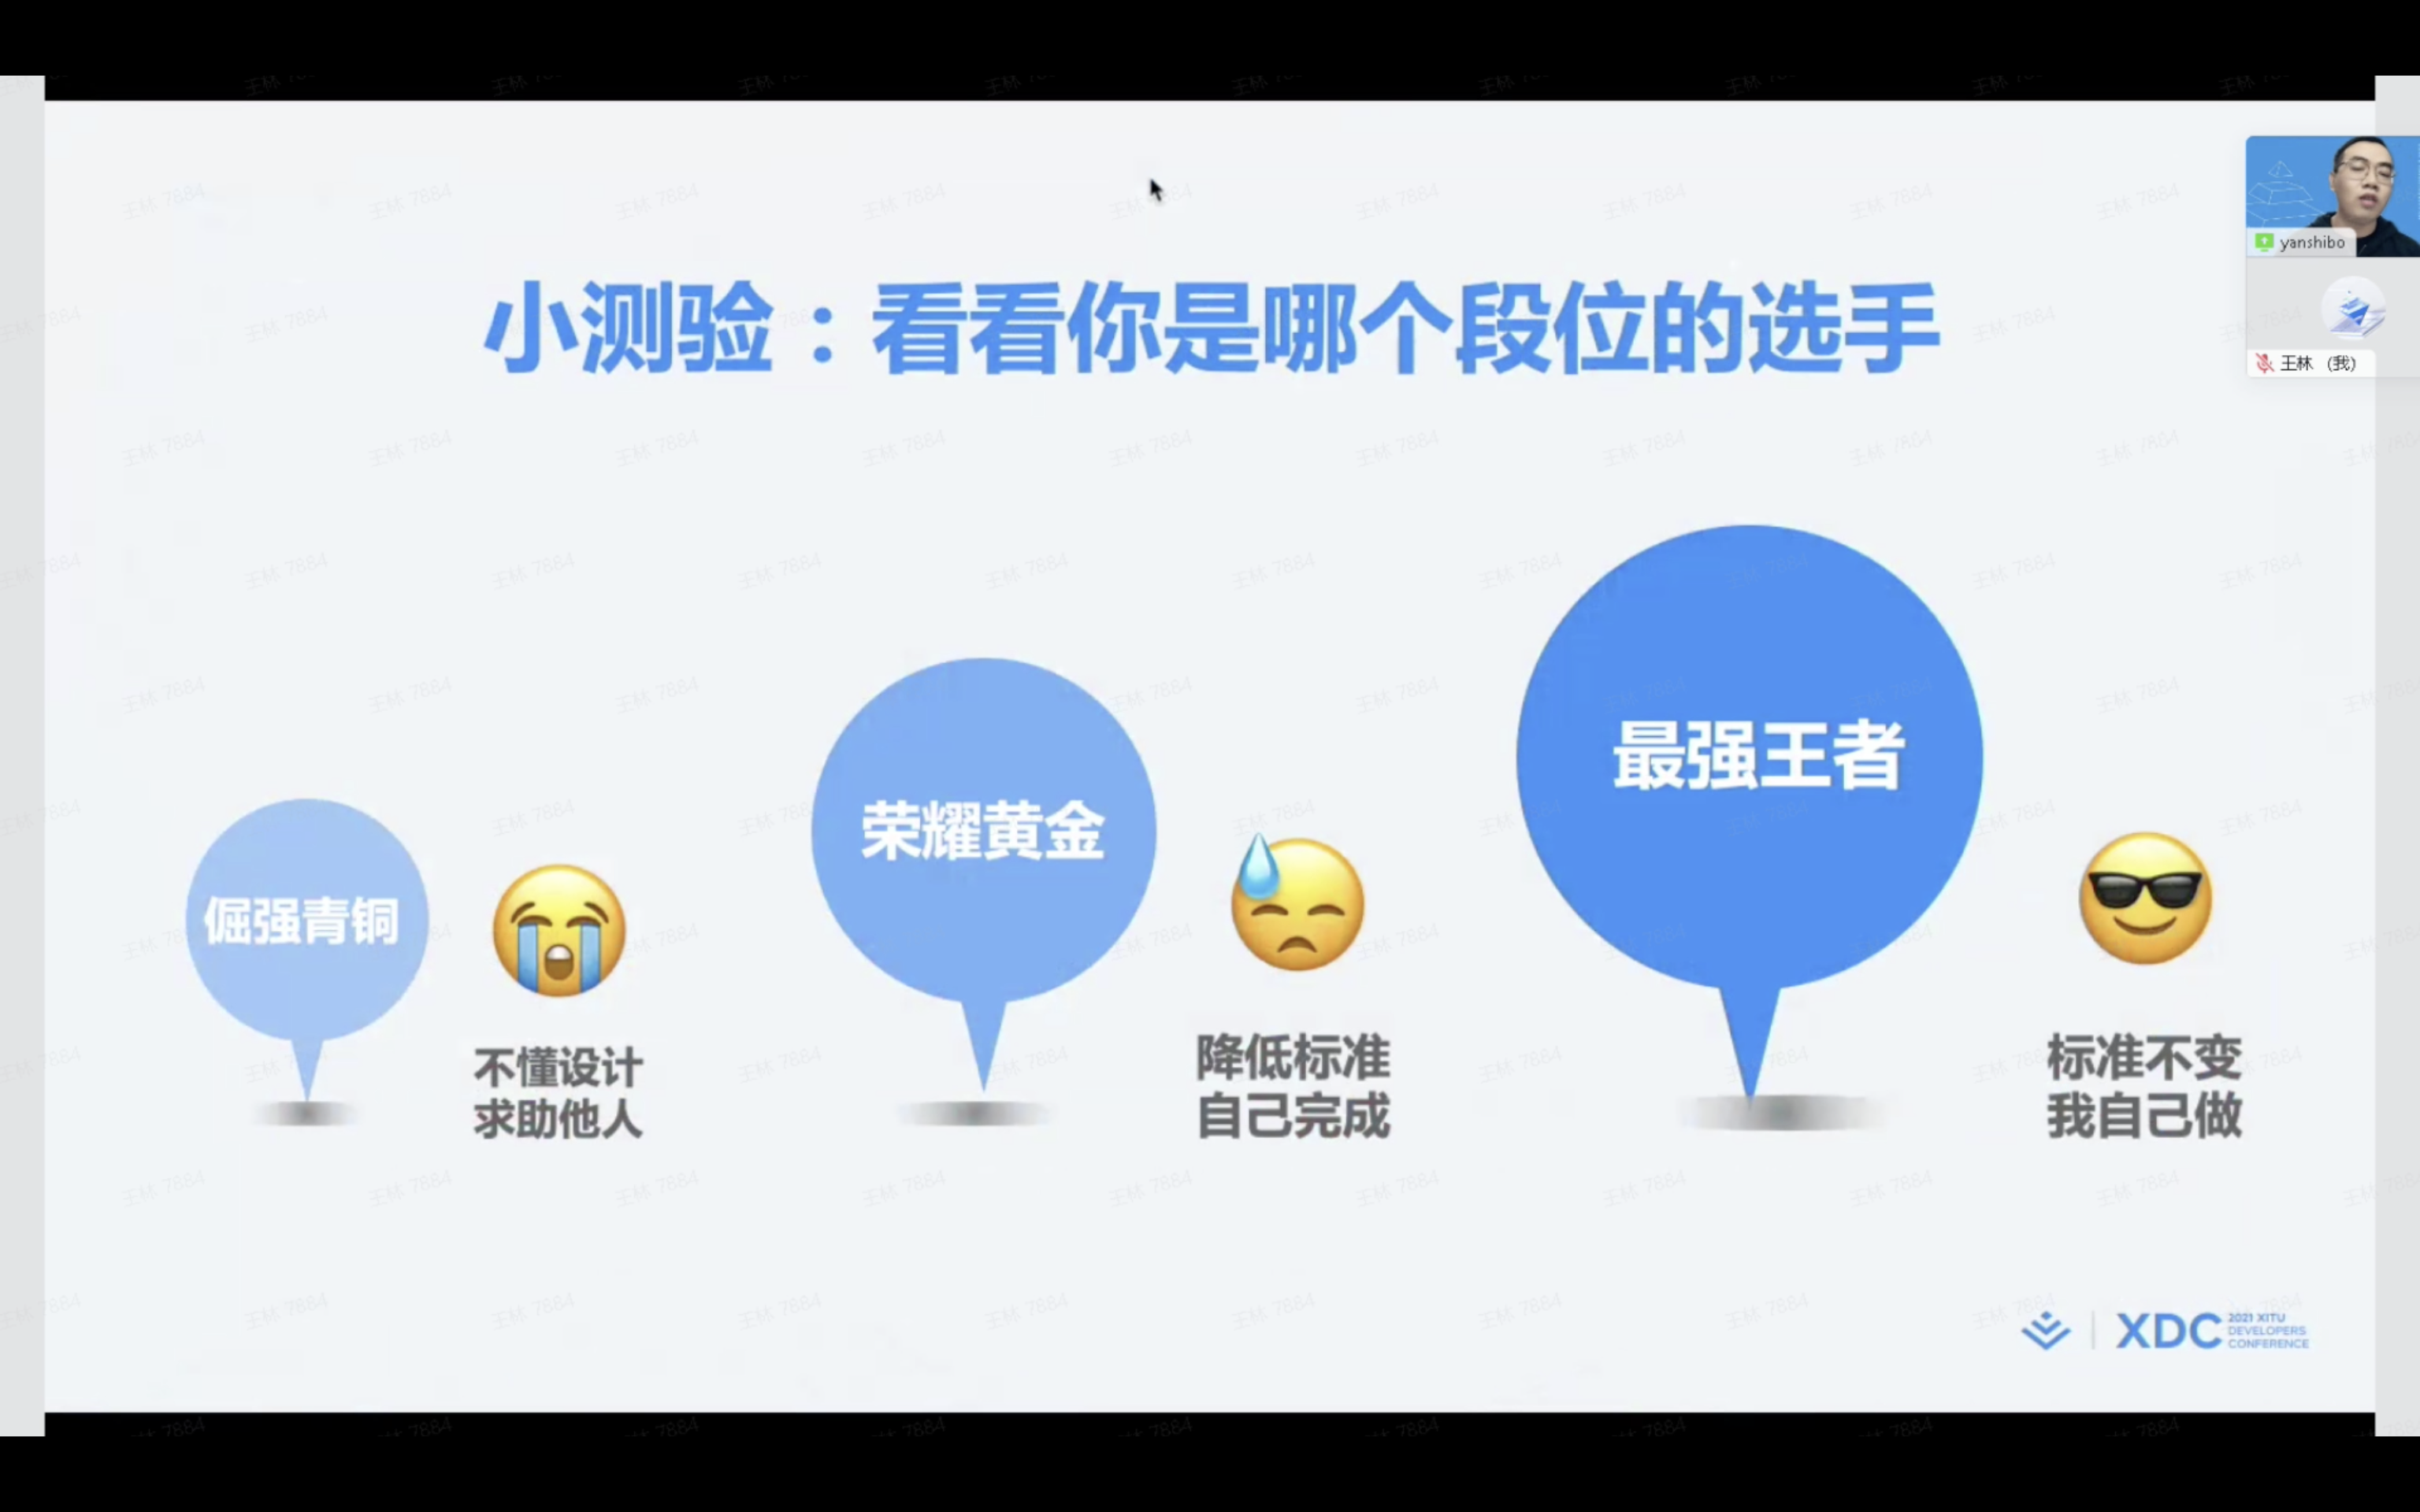 小测验：看看你是哪个段位的选手
yanshibo
王林 (我)
倔强青铜
不懂设计
求助他人
荣耀黄金
降低标准
自己完成
最强王者
标准不变
我自己做
XDC
2021 XITU
DEVELOPERS
CONFERENCE
王林 7884